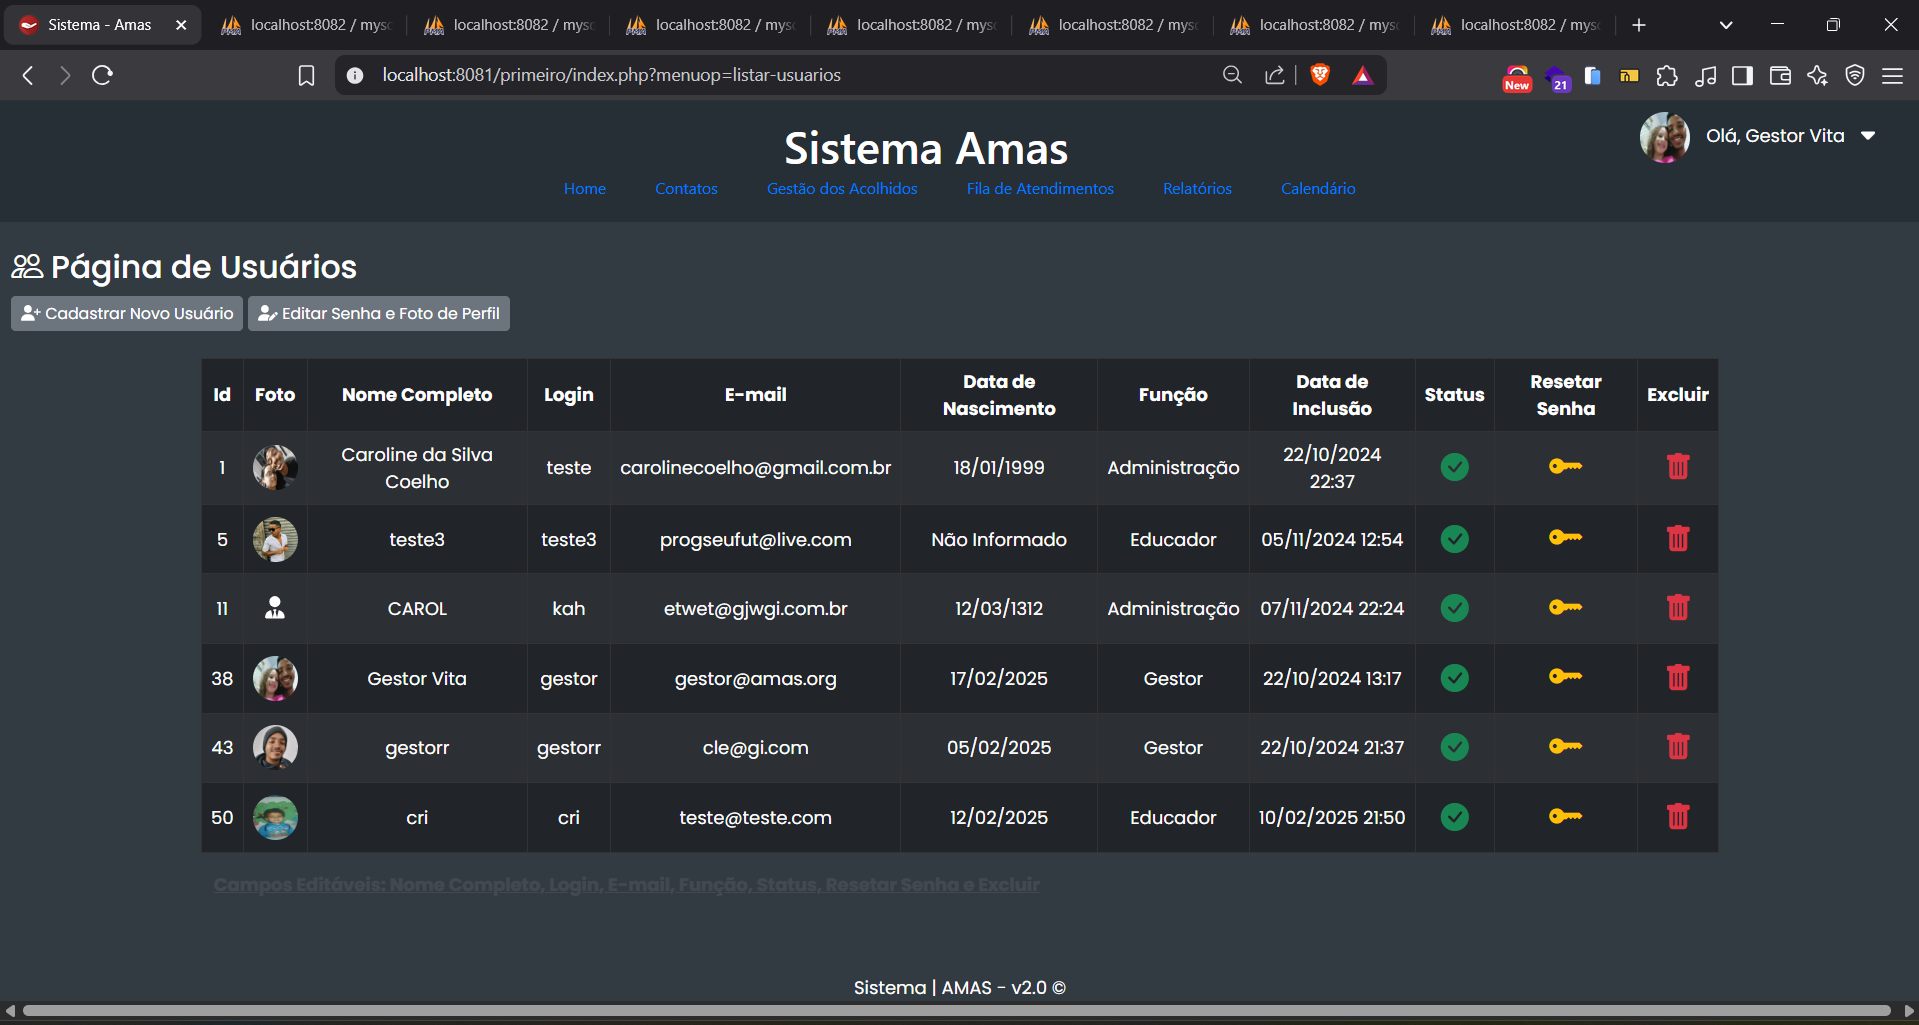 Sistema - Amas
localhost:8082 / mysc
localhost:8082 / mysc
localhost:8082 / mysc
localhost:8082 / mysc
localhost:8082 / mysc
localhost:8082 / mysc
localhost:8082 / mysc
localhost:8081/primeiro/index.php?menuop=listar-usuarios
New
21
Sistema Amas
Olá, Gestor Vita
Home Contatos Gestão dos Acolhidos Fila de Atendimentos Relatórios Calendário
Página de Usuários
Cadastrar Novo Usuário Editar Senha e Foto de Perfil
Id Foto Nome Completo Login E-mail Data de Nascimento Função Data de Inclusão Status Resetar Senha Excluir
1 Caroline da Silva Coelho teste carolinecoelho@gmail.com.br 18/01/1999 Administração 22/10/2024 22:37
5 teste3 teste3 progseufut@live.com Não Informado Educador 05/11/2024 12:54
11 CAROL kah etwet@gjwgi.com.br 12/03/1312 Administração 07/11/2024 22:24
38 Gestor Vita gestor gestor@amas.org 17/02/2025 Gestor 22/10/2024 13:17
43 gestorr gestorr cle@gi.com 05/02/2025 Gestor 22/10/2024 21:37
50 cri cri teste@teste.com 12/02/2025 Educador 10/02/2025 21:50
Campos Editáveis: Nome Completo, Login, E-mail, Função, Status, Resetar Senha e Excluir
Sistema | AMAS - v2.0 ©